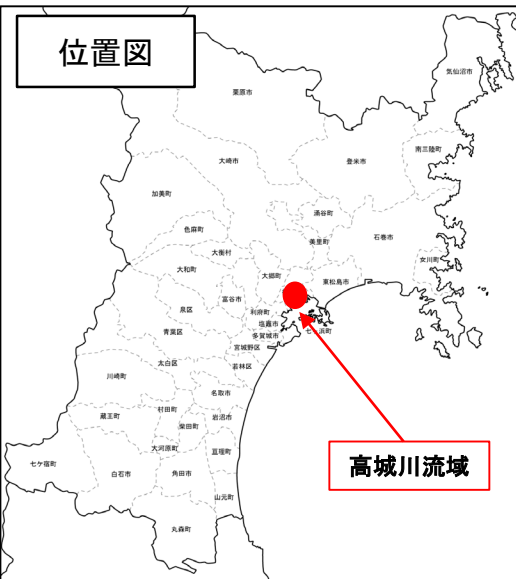 位置図
気仙沼市
栗原市
南三陸町
大崎市
登米市
加美町
涌谷町
色麻町
石巻市
美里町
大衡村
女川町
大和町
大郷町
東松島市
富谷市
泉区
利府町
塩竈市
七ヶ浜町
青葉区
多賀城市
宮城野区
太白区
若林区
川崎町
名取市
村田町
蔵王町
岩沼市
柴田町
大河原町
亘理町
七ケ宿町
高城川流域
白石市
角田市
山元町
丸森町